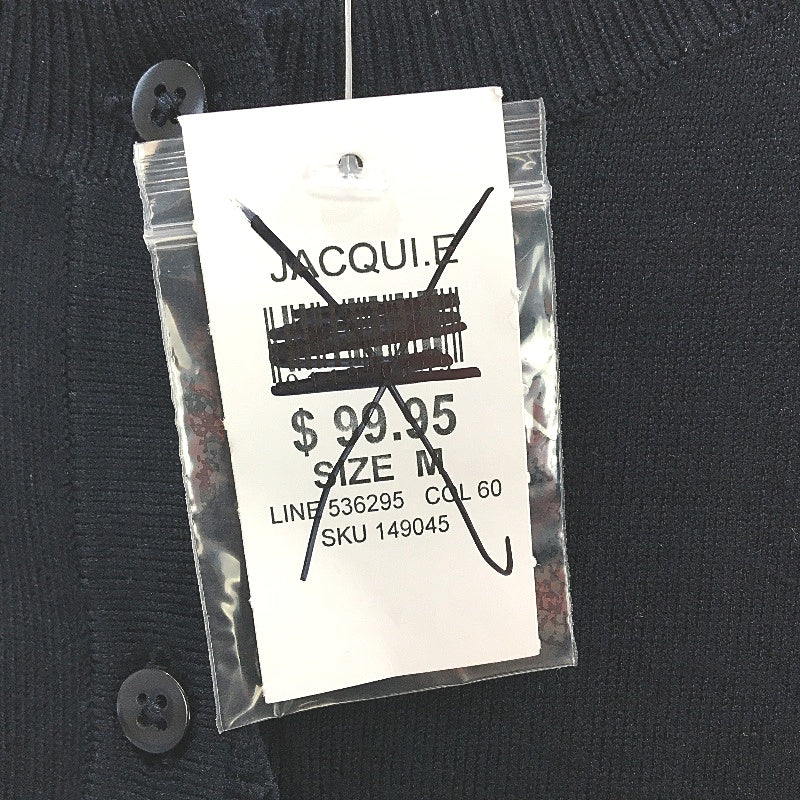 JACQUI.E
$ 99.95
SIZE M
LINE 536295 COL 60
SKU 149045